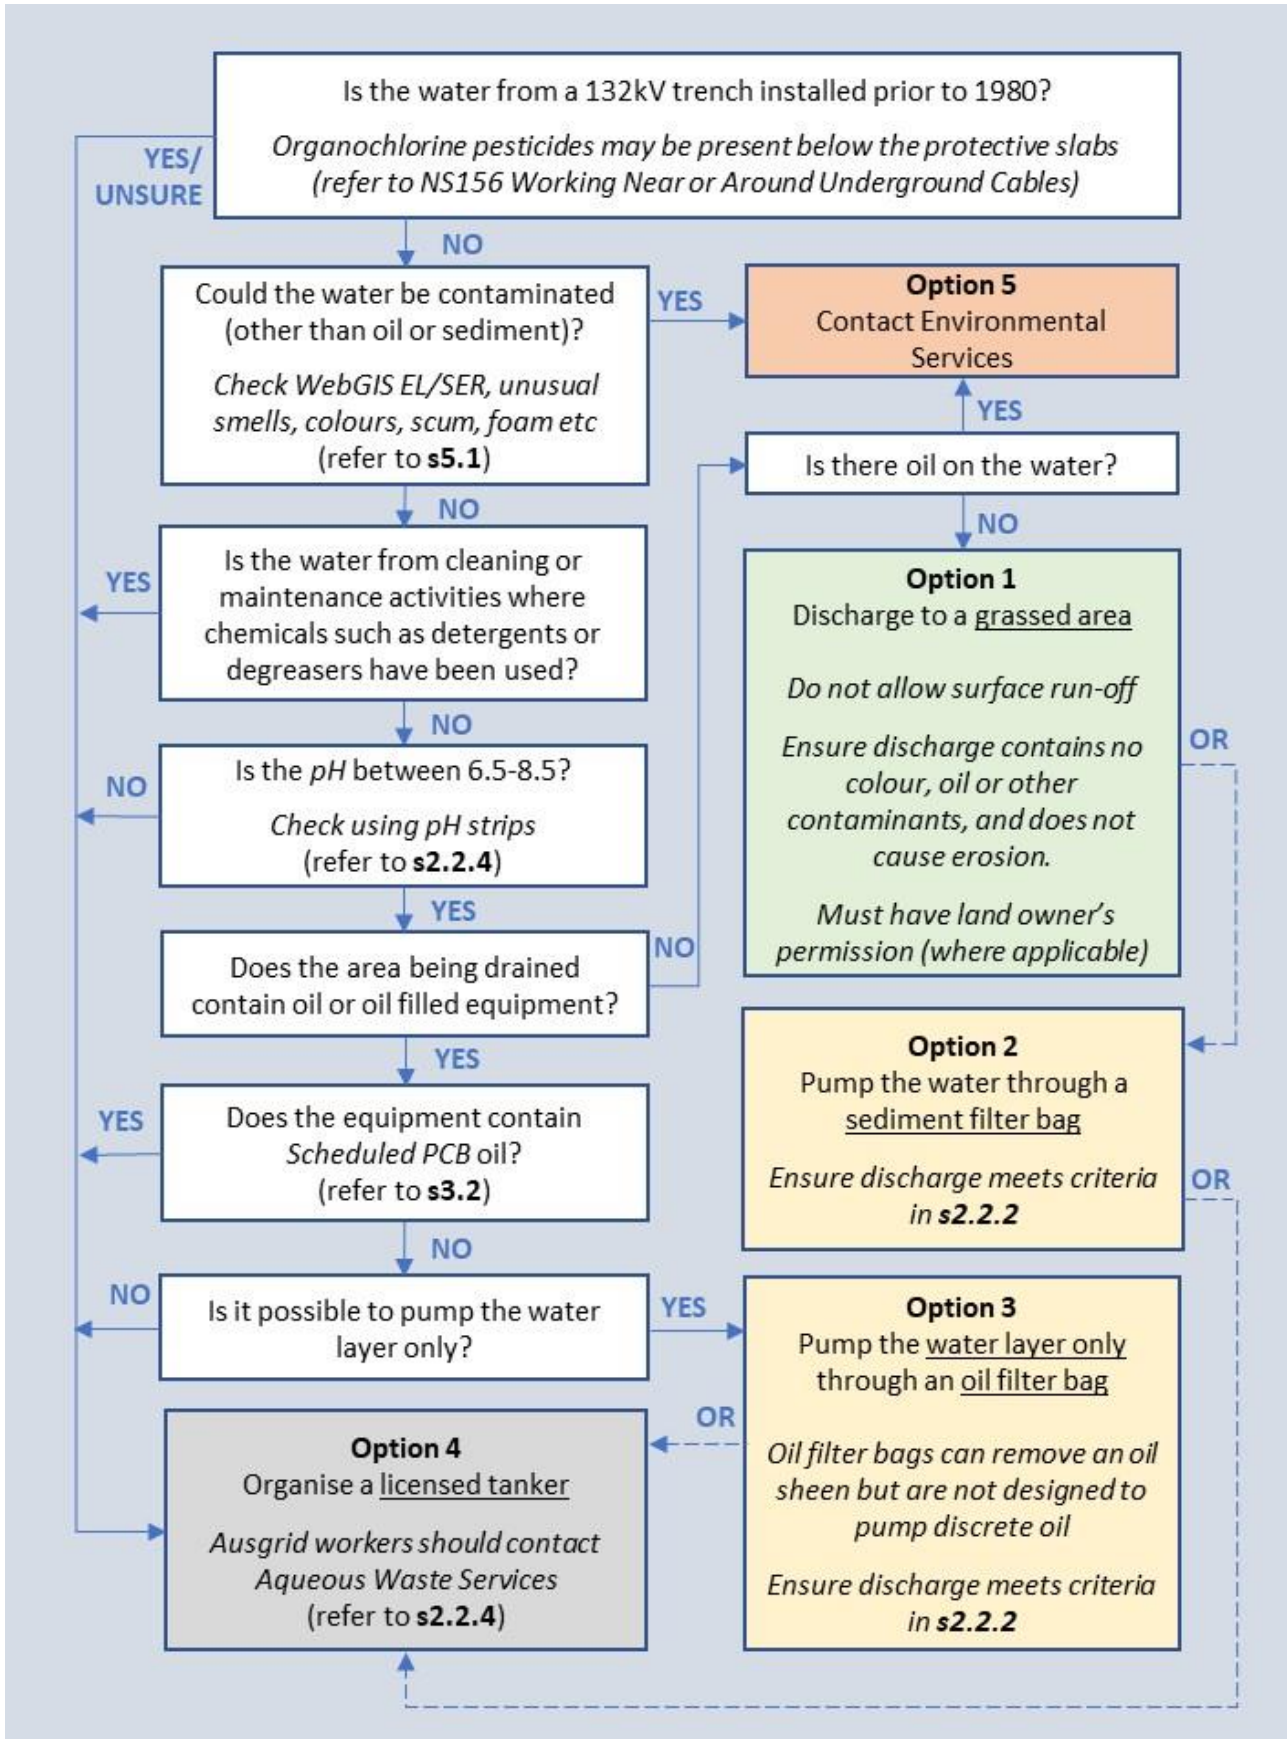 Is the water from a 132kV trench installed prior to 1980?
Organochlorine pesticides may be present below the protective slabs
(refer to NS156 Working Near or Around Underground Cables)
YES/
UNSURE
NO
Could the water be contaminated
(other than oil or sediment)?
Check WebGIS EL/SER, unusual
smells, colours, scum, foam etc
(refer to s5.1)
YES
Option 5
Contact Environmental
Services
YES
Is there oil on the water?
NO
NO
Is the water from cleaning or
maintenance activities where
chemicals such as detergents or
degreasers have been used?
YES
NO
Is the pH between 6.5-8.5?
Check using pH strips
(refer to s2.2.4)
NO
YES
Does the area being drained
contain oil or oil filled equipment?
NO
YES
Does the equipment contain
Scheduled PCB oil?
(refer to s3.2)
YES
NO
Is it possible to pump the water
layer only?
NO
YES
Option 1
Discharge to a grassed area
Do not allow surface run-off
Ensure discharge contains no
colour, oil or other
contaminants, and does not
cause erosion.
Must have land owner's
permission (where applicable)
OR
Option 2
Pump the water through a
sediment filter bag
Ensure discharge meets criteria
in s2.2.2
OR
Option 3
Pump the water layer only
through an oil filter bag
Oil filter bags can remove an oil
sheen but are not designed to
pump discrete oil
Ensure discharge meets criteria
in s2.2.2
OR
Option 4
Organise a licensed tanker
Ausgrid workers should contact
Aqueous Waste Services
(refer to s2.2.4)